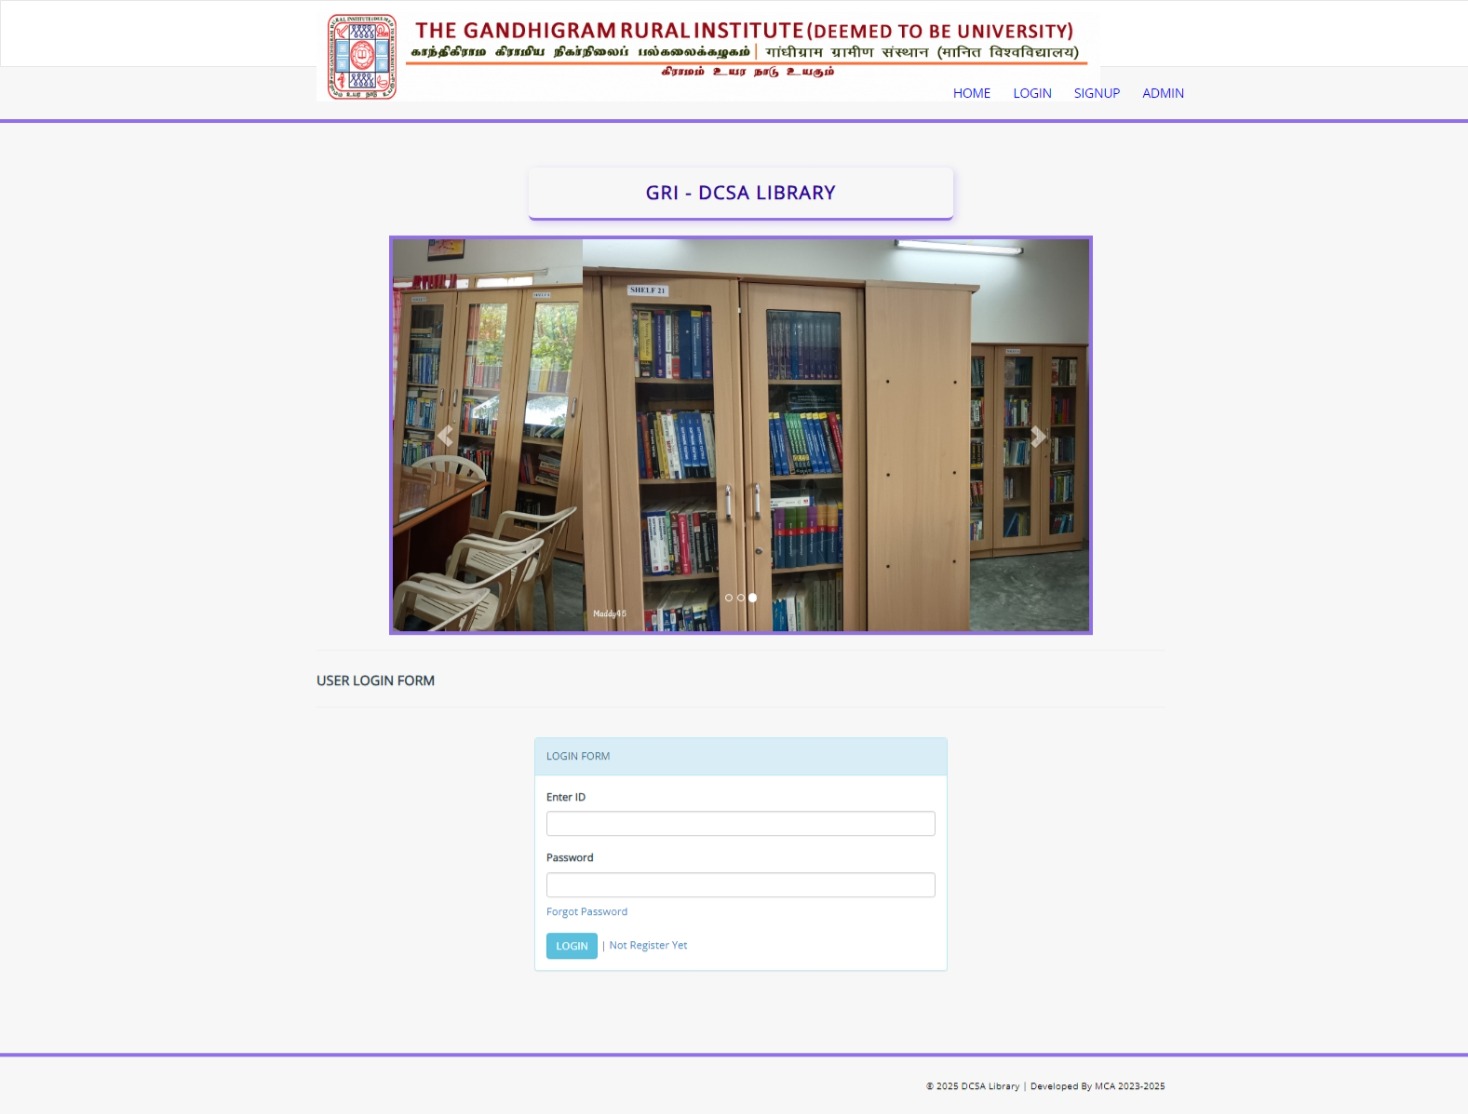 THE GANDHIGRAM RURAL INSTITUTE (DEEMED TO BE UNIVERSITY)
காந்திகிராம கிராமிய நிகர்நிலைப் பல்கலைக்கழகம் | गांधीग्राम ग्रामीण संस्थान (मानित विश्वविद्यालय)
கிராமம் உயர நாடு உயரும்
HOME LOGIN SIGNUP ADMIN
GRI - DCSA LIBRARY
SHELF 21
Maddy45
USER LOGIN FORM
LOGIN FORM
Enter ID
Password
Forgot Password
LOGIN | Not Register Yet
© 2025 DCSA Library | Developed By MCA 2023-2025